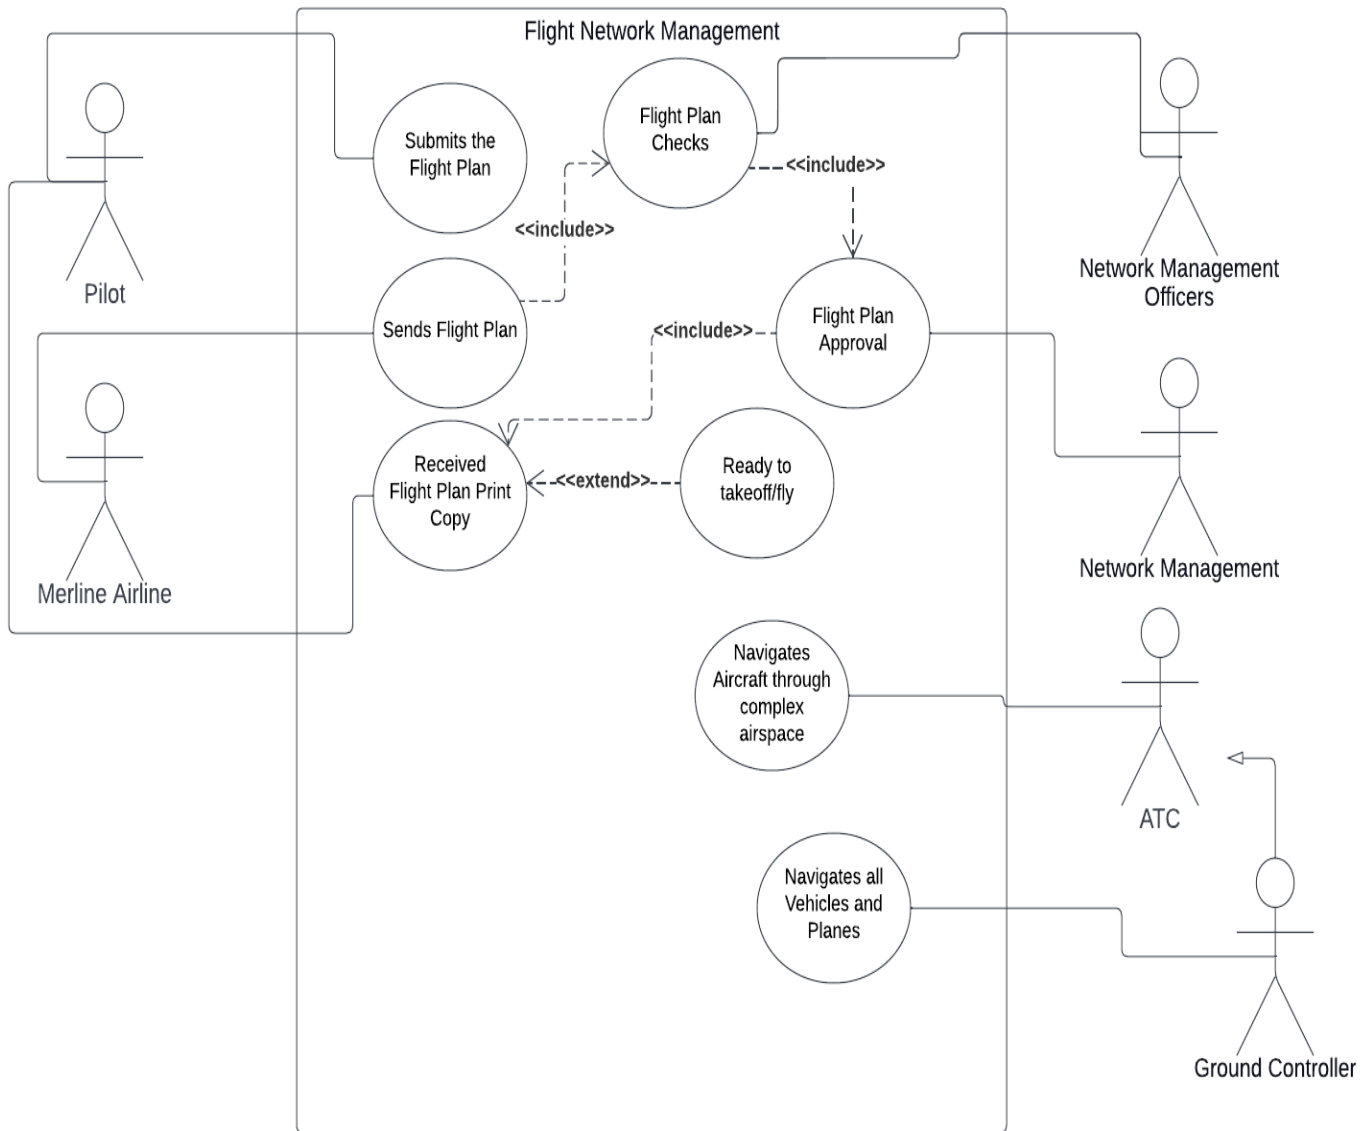 Flight Network Management
Submits the
Flight Plan
Flight Plan
Checks
<<include>>
<<include>>
Pilot
Network Management
Officers
Sends Flight Plan
<<include>>
Flight Plan
Approval
Received
Flight Plan Print
Copy
<<extend>>
Ready to
takeoff/fly
Merline Airline
Network Management
Navigates
Aircraft through
complex
airspace
ATC
Navigates all
Vehicles and
Planes
Ground Controller